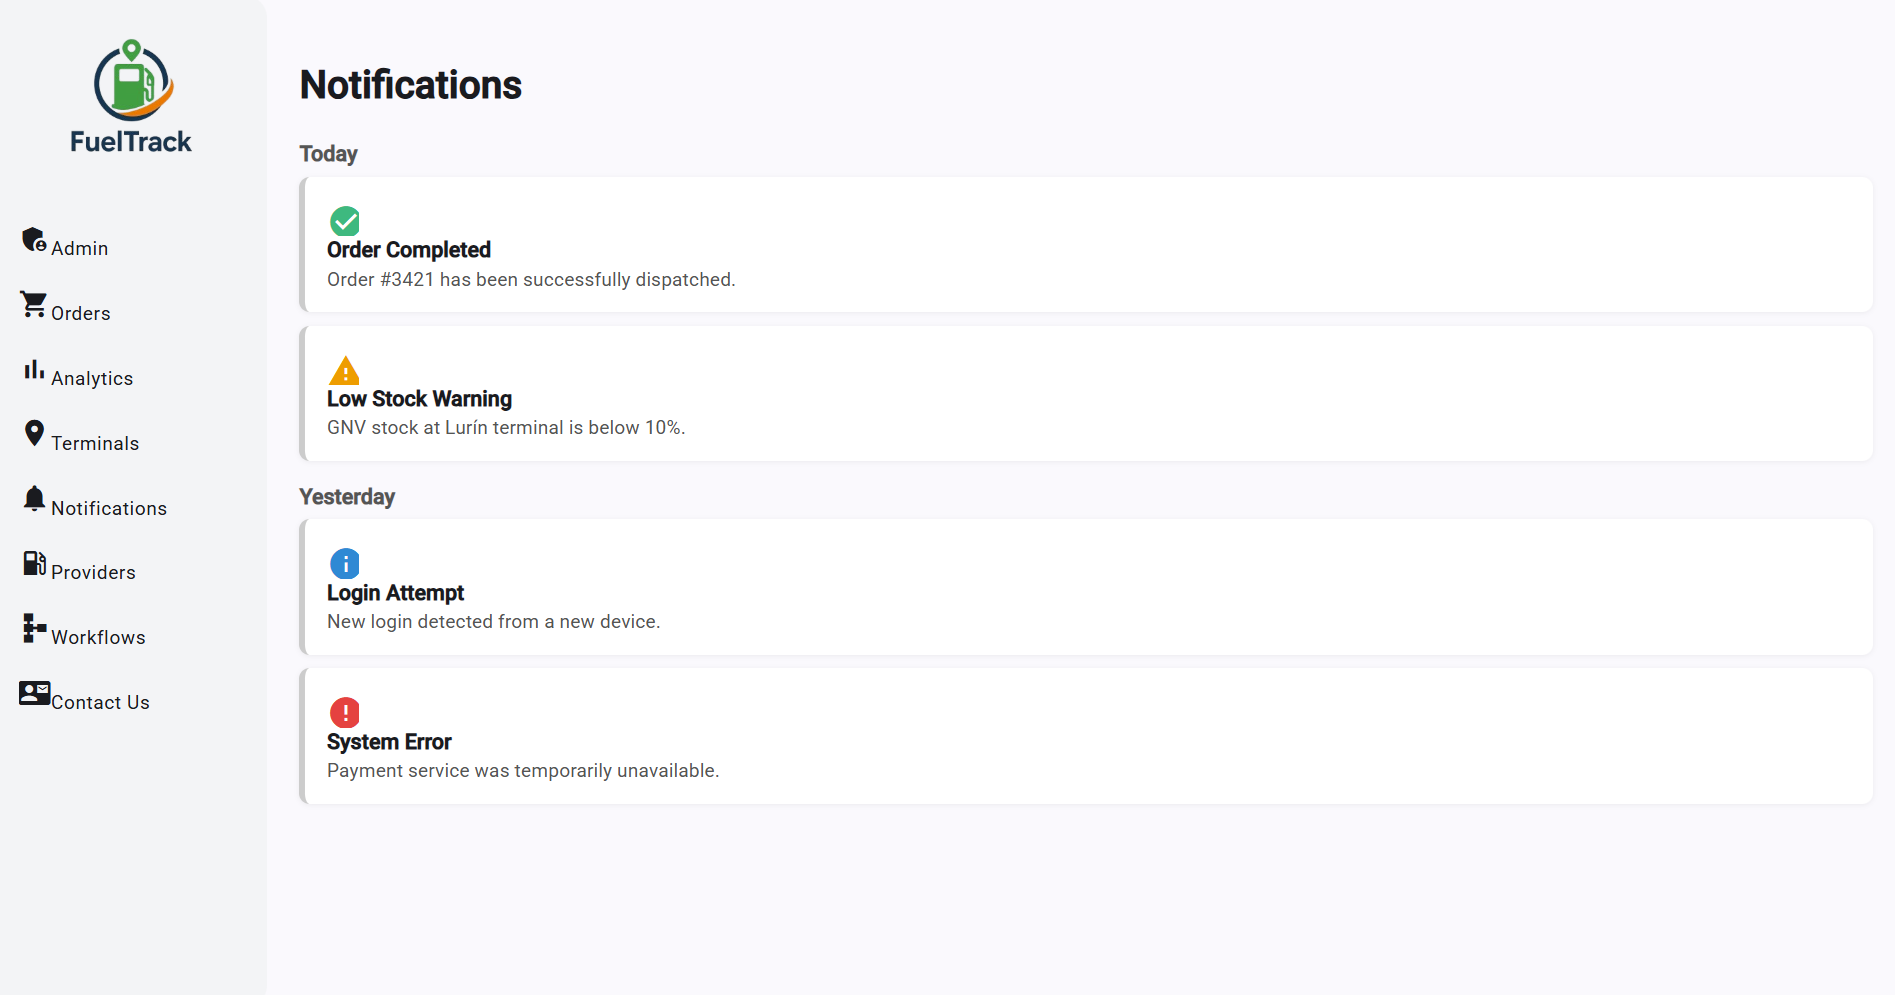 FuelTrack
Admin
Orders
Analytics
Terminals
Notifications
Providers
Workflows
Contact Us
Notifications
Today
Order Completed
Order #3421 has been successfully dispatched.
Low Stock Warning
GNV stock at Lurín terminal is below 10%.
Yesterday
Login Attempt
New login detected from a new device.
System Error
Payment service was temporarily unavailable.